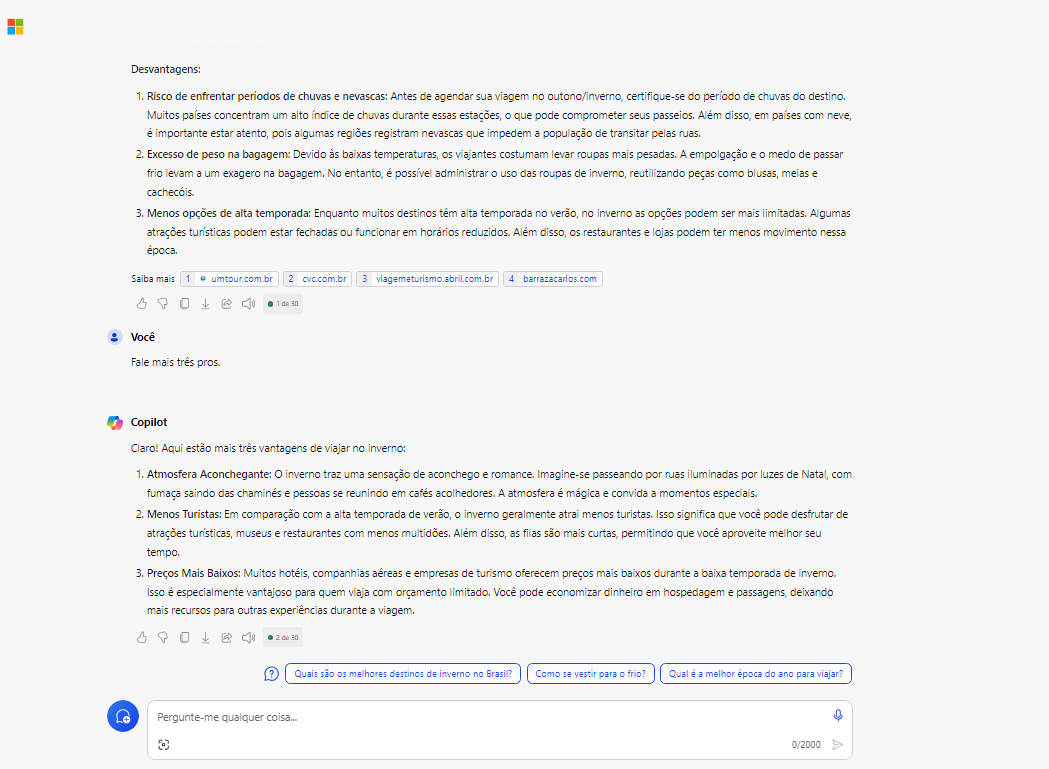 Desvantagens:
1. Risco de enfrentar períodos de chuvas e nevascas: Antes de agendar sua viagem no outono/inverno, certifique-se do período de chuvas do destino.
Muitos países concentram um alto índice de chuvas durante essas estações, o que pode comprometer seus passeios. Além disso, em países com neve,
é importante estar atento, pois algumas regiões registram nevascas que impedem a população de transitar pelas ruas.
2. Excesso de peso na bagagem: Devido às baixas temperaturas, os viajantes costumam levar roupas mais pesadas. A empolgação e o medo de passar
frio levam a um exagero na bagagem. No entanto, é possível administrar o uso das roupas de inverno, reutilizando peças como blusas, meias e
cachecóis.
3. Menos opções de alta temporada: Enquanto muitos destinos têm alta temporada no verão, no inverno as opções podem ser mais limitadas. Algumas
atrações turísticas podem estar fechadas ou funcionar em horários reduzidos. Além disso, os restaurantes e lojas podem ter menos movimento nessa
época.
Saiba mais 1 umtour.com.br 2 cvc.com.br 3 viagemeturismo.abril.com.br 4 barrazacarlos.com
1 de 30
Você
Fale mais três pros.
Copilot
Claro! Aqui estão mais três vantagens de viajar no inverno:
1. Atmosfera Aconchegante: O inverno traz uma sensação de aconchego e romance. Imagine-se passeando por ruas iluminadas por luzes de Natal, com
fumaça saindo das chaminés e pessoas se reunindo em cafés acolhedores. A atmosfera é mágica e convida a momentos especiais.
2. Menos Turistas: Em comparação com a alta temporada de verão, o inverno geralmente atrai menos turistas. Isso significa que você pode desfrutar de
atrações turísticas, museus e restaurantes com menos multidões. Além disso, as filas são mais curtas, permitindo que você aproveite melhor seu
tempo.
3. Preços Mais Baixos: Muitos hotéis, companhias aéreas e empresas de turismo oferecem preços mais baixos durante a baixa temporada de inverno.
Isso é especialmente vantajoso para quem viaja com orçamento limitado. Você pode economizar dinheiro em hospedagem e passagens, deixando
mais recursos para outras experiências durante a viagem.
2 de 30
Quais são os melhores destinos de inverno no Brasil? Como se vestir para o frio? Qual é a melhor época do ano para viajar?
Pergunte-me qualquer coisa...
0/2000